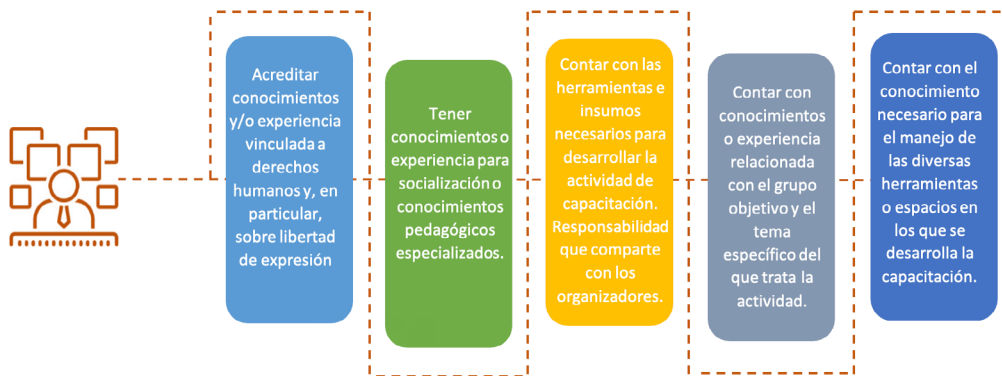 Acreditar
conocimientos
y/o experiencia
vinculada a
derechos
humanos y, en
particular,
sobre libertad
de expresión
Tener
conocimientos o
experiencia para
socialización o
conocimientos
pedagógicos
especializados.
Contar con las
herramientas e
insumos
necesarios para
desarrollar la
actividad de
capacitación.
Responsabilidad
que comparte
con los
organizadores.
Contar con
conocimientos
o experiencia
relacionada
con el grupo
objetivo y el
tema
específico del
que trata la
actividad.
Contar con el
conocimiento
necesario para
el manejo de
las diversas
herramientas
o espacios en
los que se
desarrolla la
capacitación.